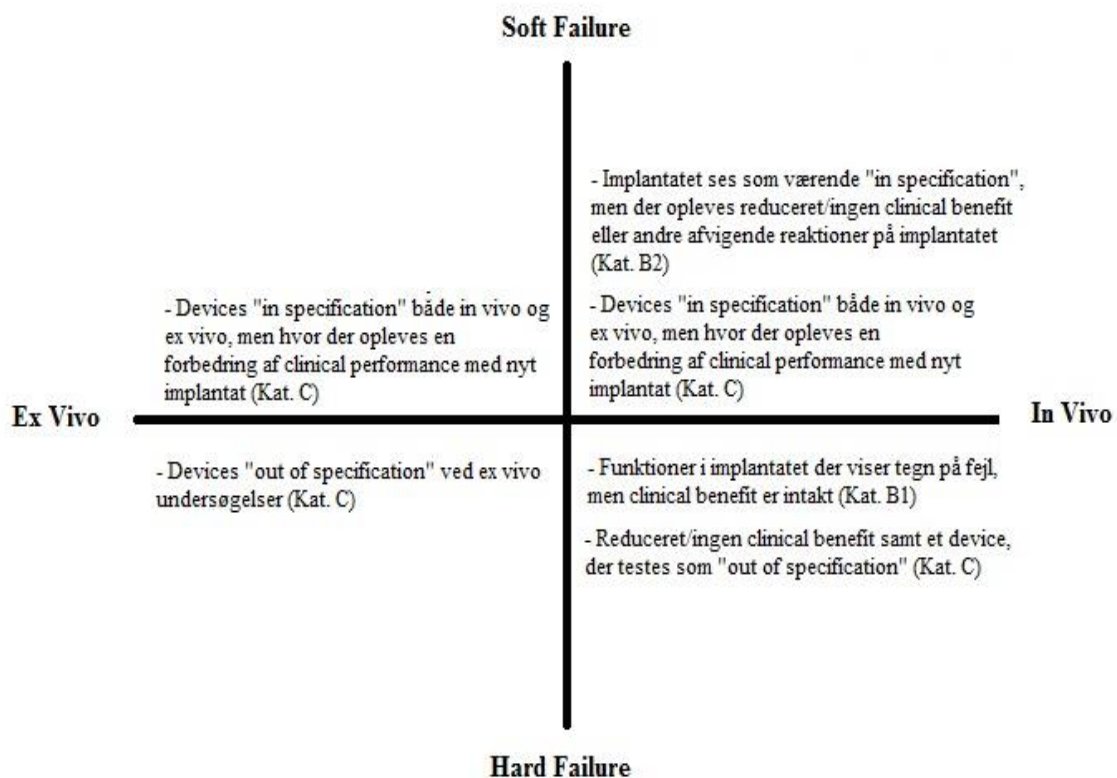 Soft Failure
- Implantatet ses som værende "in specification",
men der opleves reduceret/ingen clinical benefit
eller andre afvigende reaktioner på implantatet
(Kat. B2)
- Devices "in specification" både in vivo og
ex vivo, men hvor der opleves en
forbedring af clinical performance med nyt
implantat (Kat. C)
- Devices "in specification" både in vivo og
ex vivo, men hvor der opleves en
forbedring af clinical performance med nyt
implantat (Kat. C)
Ex Vivo
In Vivo
- Devices "out of specification" ved ex vivo
undersøgelser (Kat. C)
- Funktioner i implantatet der viser tegn på fejl,
men clinical benefit er intakt (Kat. B1)
- Reduceret/ingen clinical benefit samt et device,
der testes som "out of specification" (Kat. C)
Hard Failure